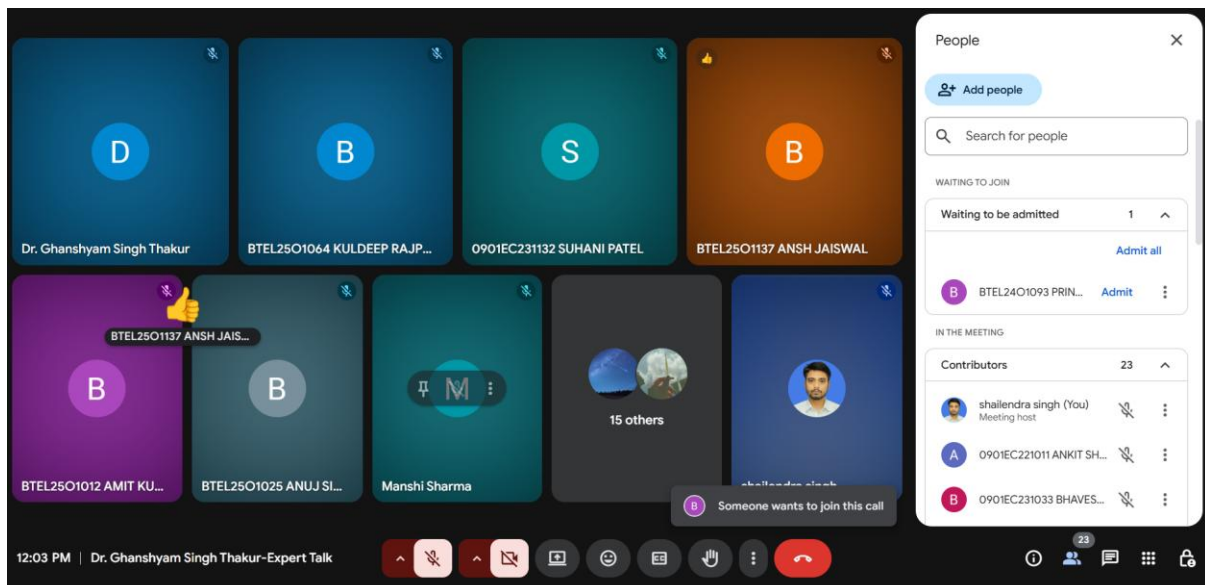 D
Dr. Ghanshyam Singh Thakur
B
BTEL25O1064 KULDEEP RAJP...
S
0901EC231132 SUHANI PATEL
B
BTEL25O1137 ANSH JAISWAL
BTEL25O1137 ANSH JAIS...
B
BTEL25O1012 AMIT KU...
B
BTEL25O1025 ANUJ SI...
M
Manshi Sharma
15 others
shailendra singh
B
Someone wants to join this call
People
Add people
Search for people
WAITING TO JOIN
Waiting to be admitted 1
Admit all
B BTEL24O1093 PRIN... Admit
IN THE MEETING
Contributors 23
shailendra singh (You)
Meeting host
A 0901EC221011 ANKIT SH...
B 0901EC231033 BHAVES...
12:03 PM | Dr. Ghanshyam Singh Thakur-Expert Talk
CC
23